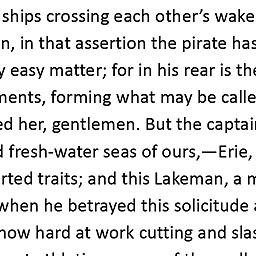 ships crossing each other’s wake
n, in that assertion the pirate has
easy matter; for in his rear is the
ments, forming what may be calle
ed her, gentlemen. But the captai
fresh-water seas of ours,—Erie,
rted traits; and this Lakeman, a m
when he betrayed this solicitude a
now hard at work cutting and slas